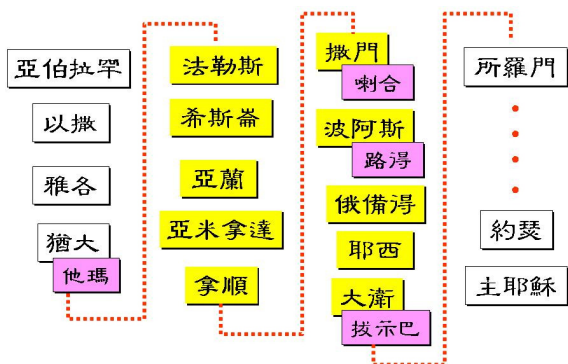 亞伯拉罕
以撒
雅各
猶大
他瑪
法勒斯
希斯崙
亞蘭
亞米拿達
拿順
撒門
喇合
波阿斯
路得
俄備得
耶西
大衛
拔示巴
所羅門
約瑟
主耶穌